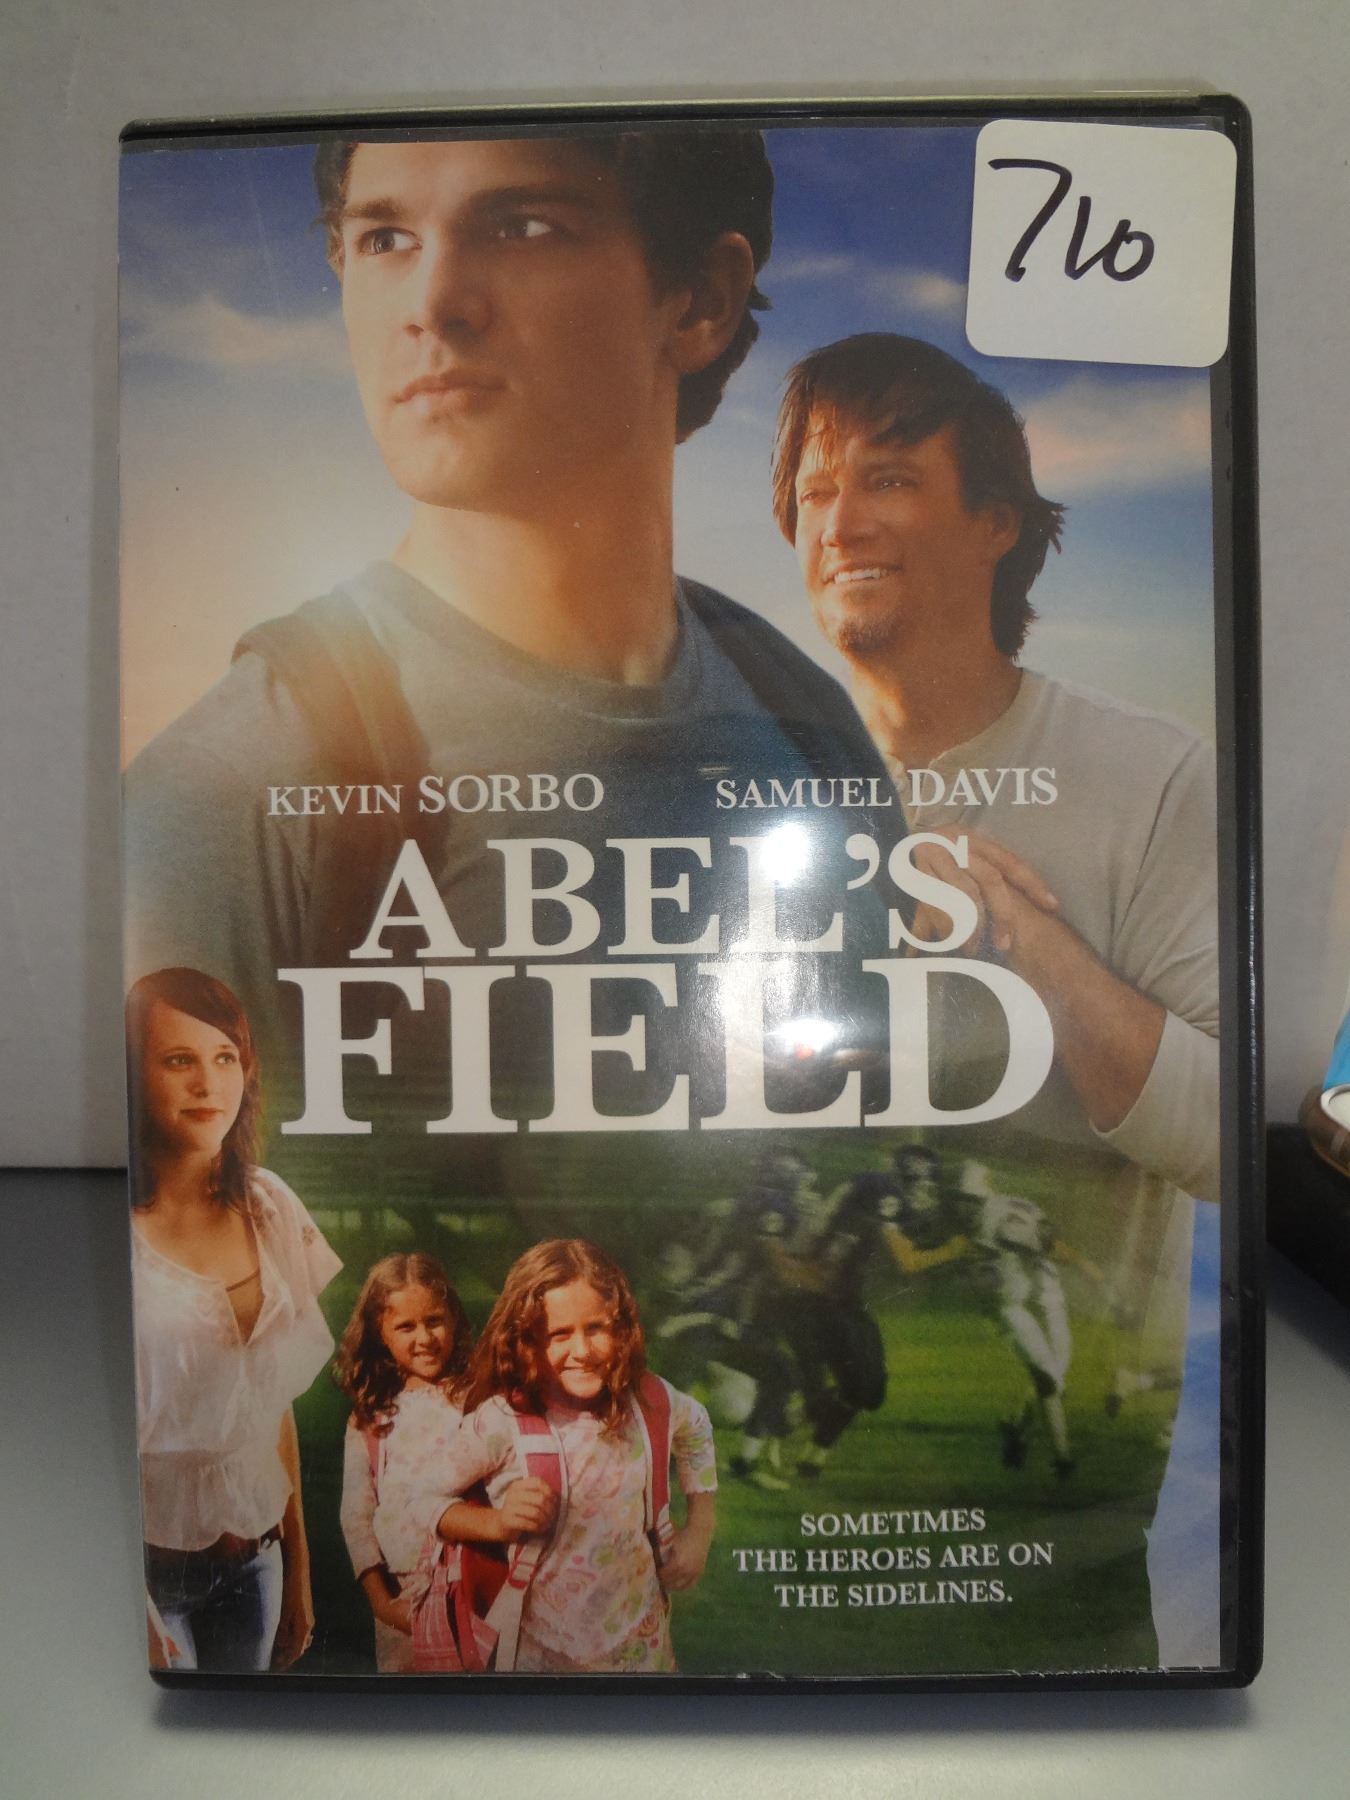 710
KEVIN SORBO SAMUEL DAVIS
ABEL'S
FIELD
SOMETIMES
THE HEROES ARE ON
THE SIDELINES.